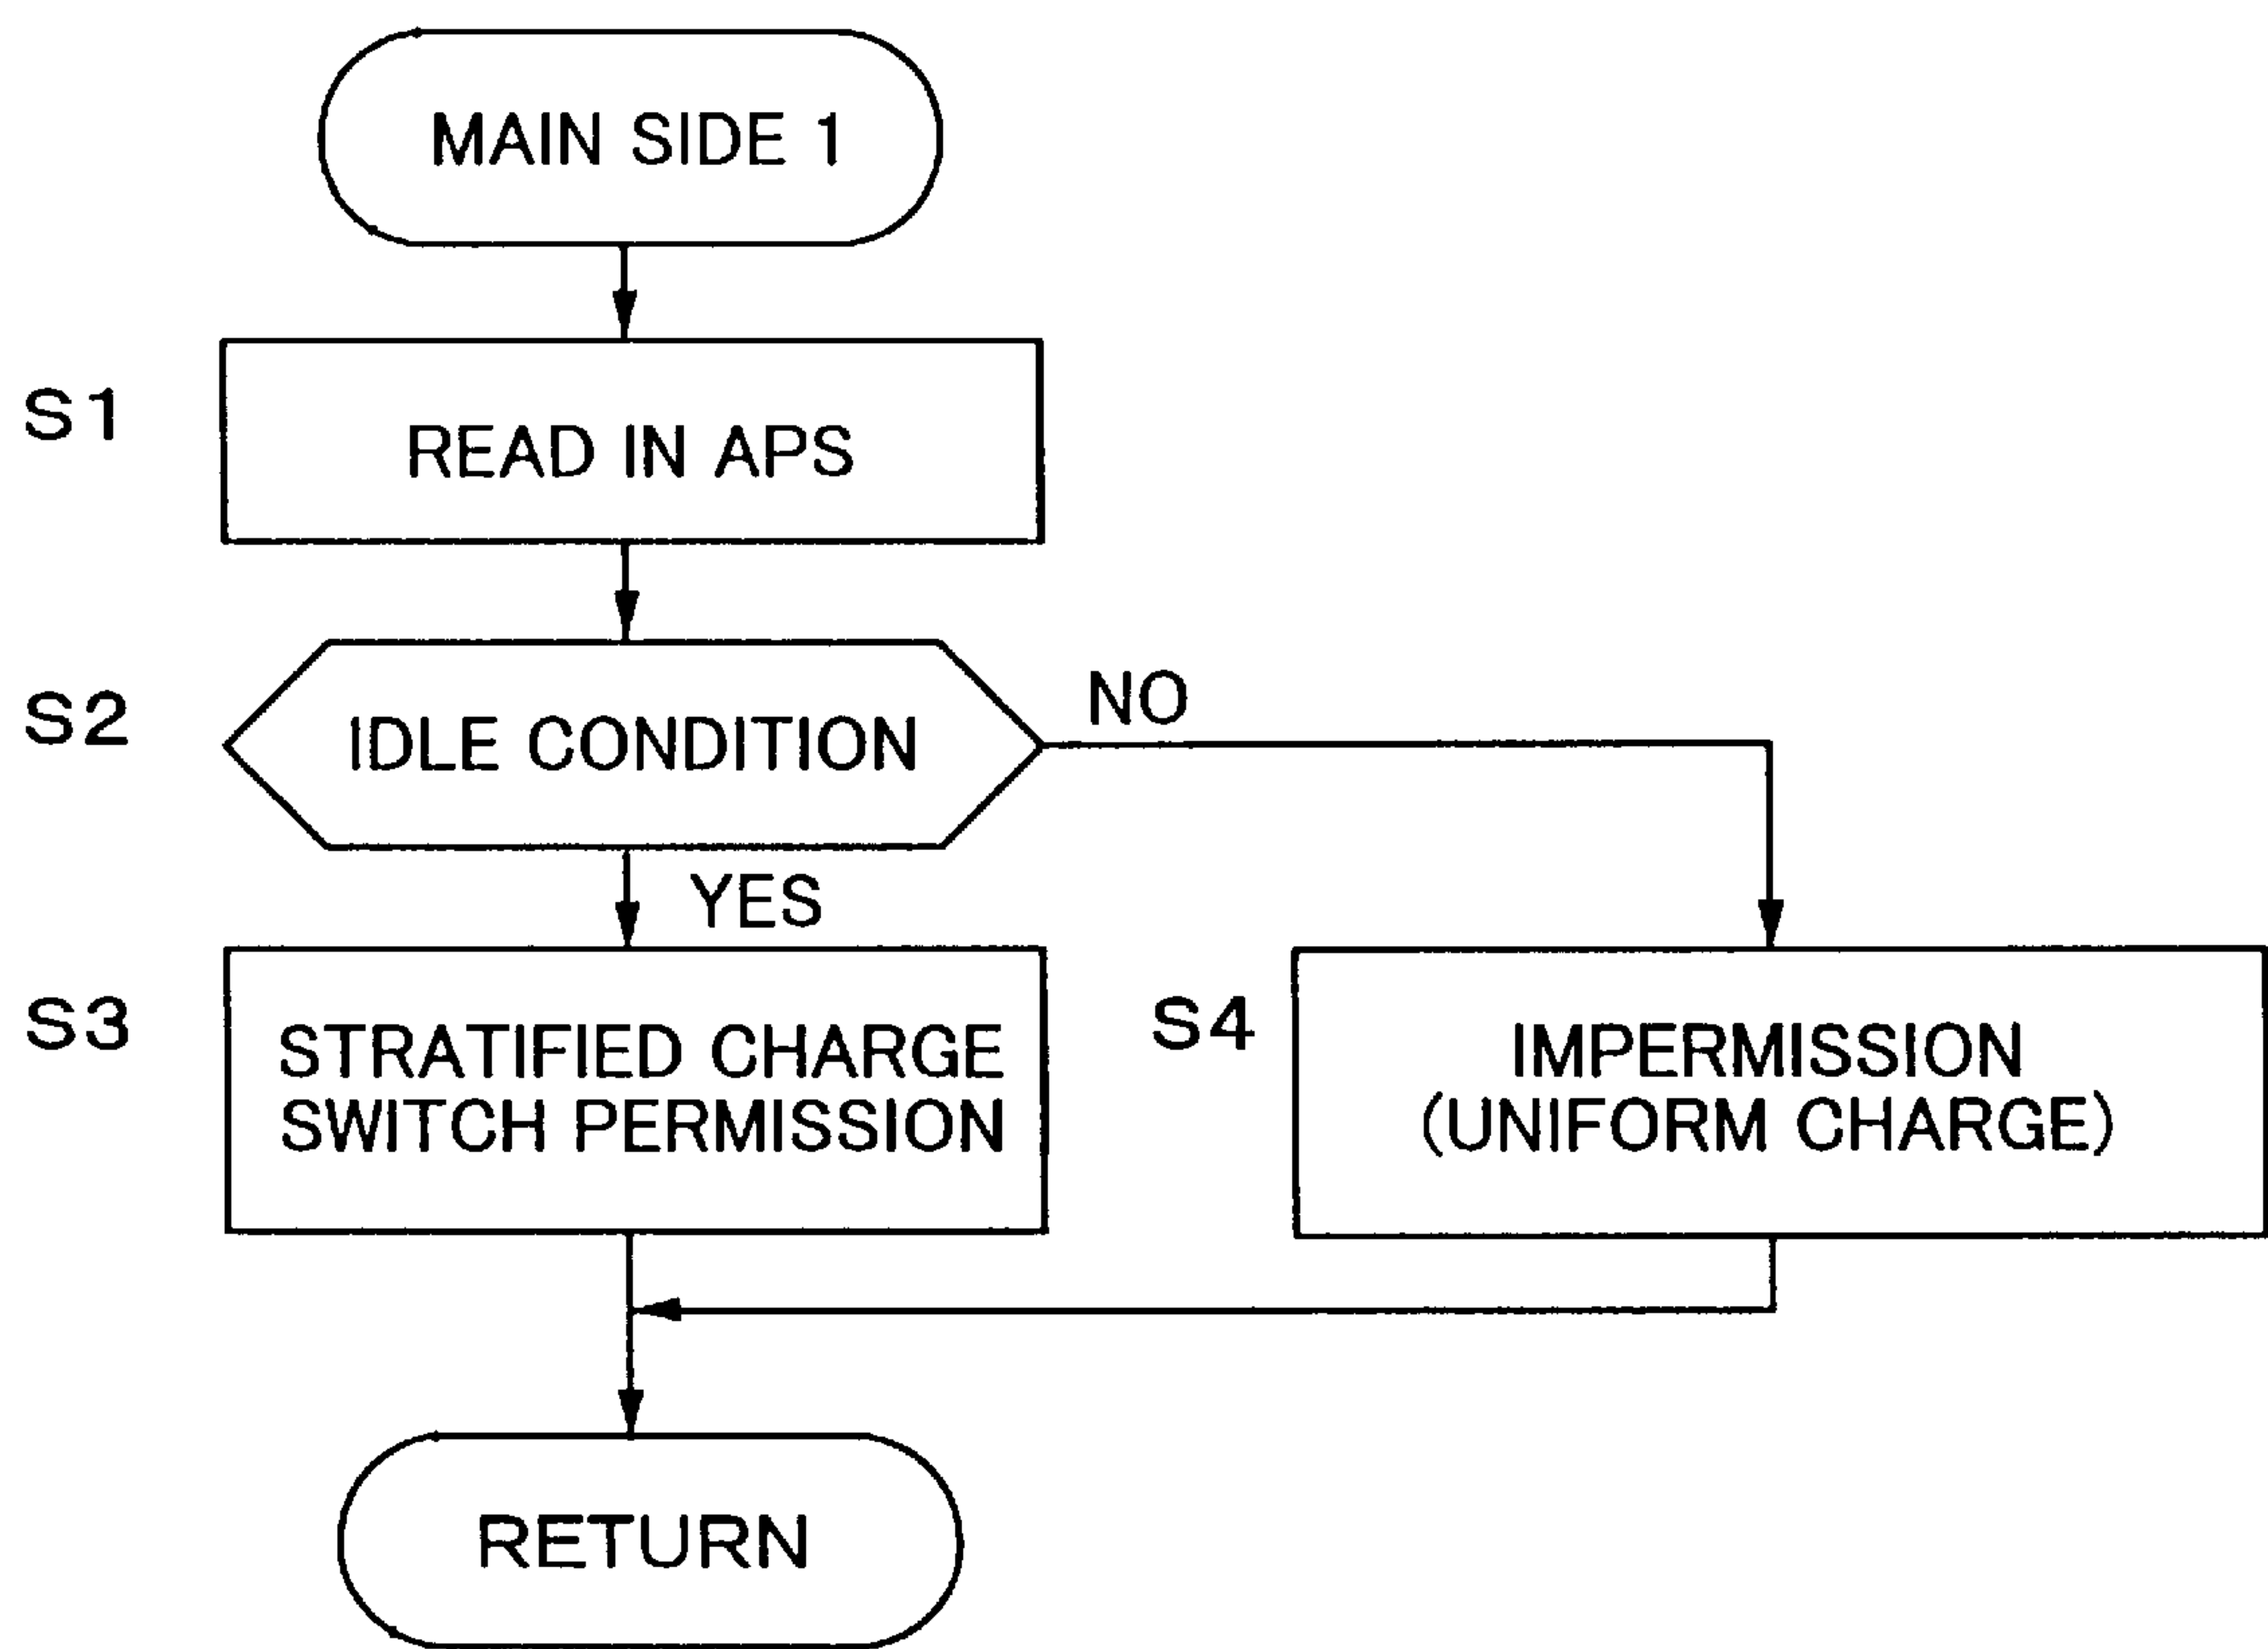 MAIN SIDE 1
S1
READ IN APS
S2
IDLE CONDITION
NO
YES
S3
STRATIFIED CHARGE
SWITCH PERMISSION
S4
IMPERMISSION
(UNIFORM CHARGE)
RETURN